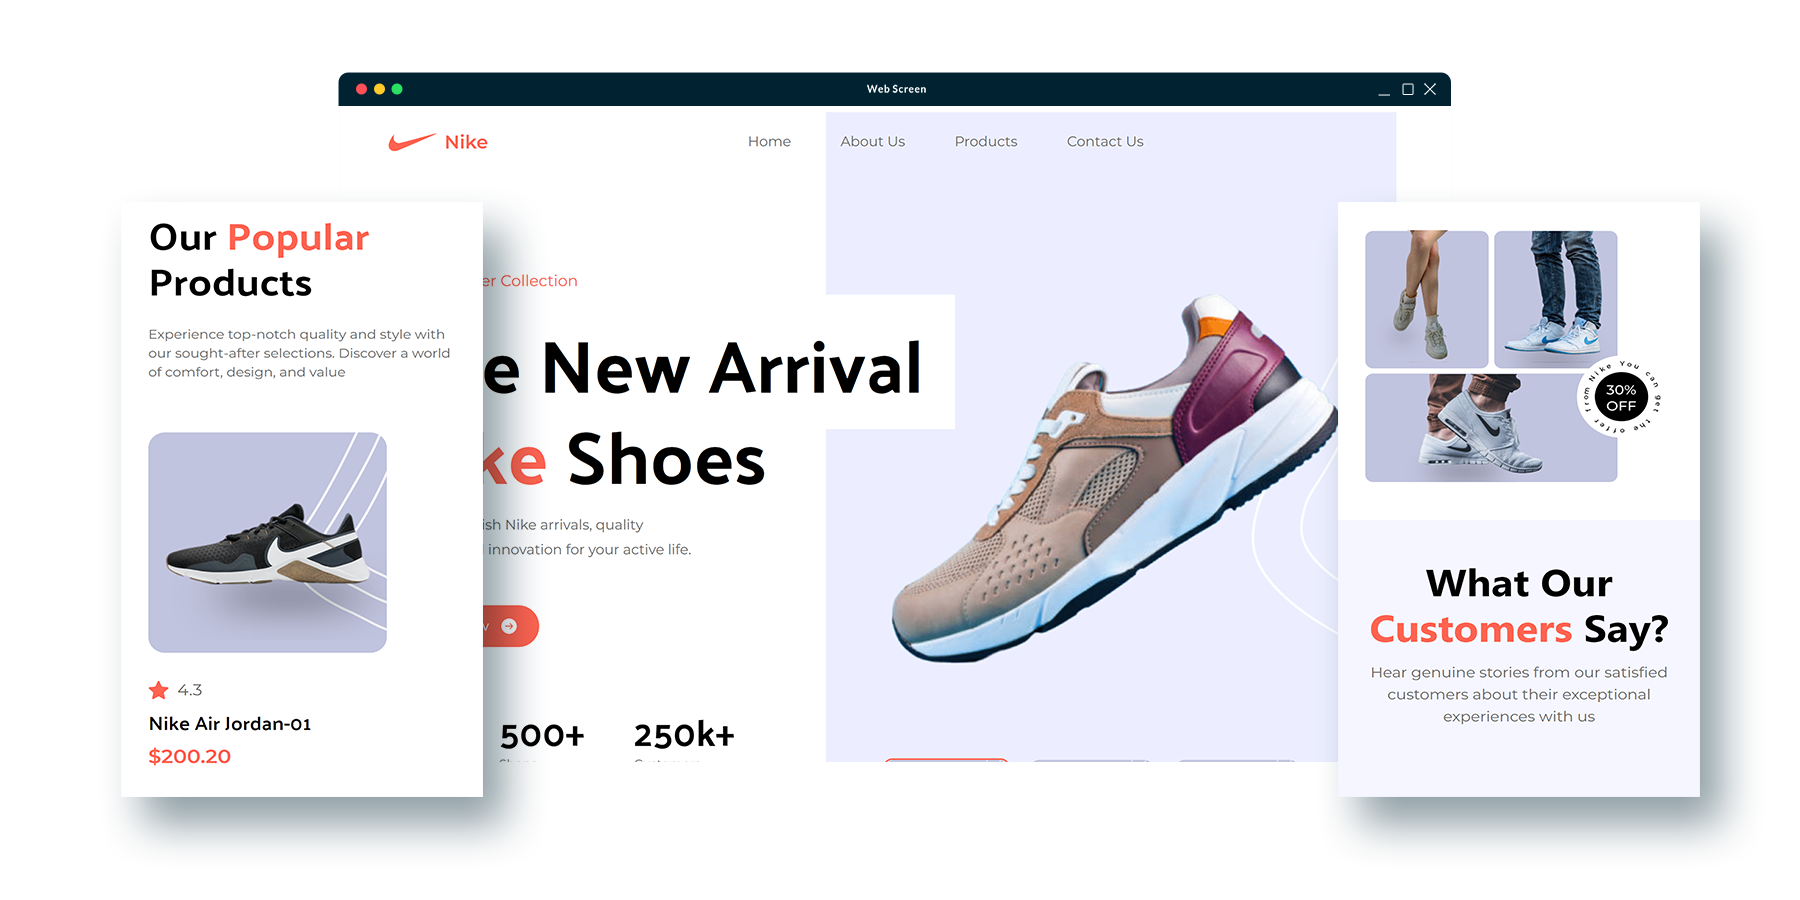 Web Screen
Nike
Home
About Us
Products
Contact Us
Our Popular
Products
Experience top-notch quality and style with
our sought-after selections. Discover a world
of comfort, design, and value
4.3
Nike Air Jordan-01
$200.20
er Collection
e New Arrival
ke Shoes
ish Nike arrivals, quality
innovation for your active life.
500+
250k+
30%
OFF
from Nike You can get the offer
What Our
Customers Say?
Hear genuine stories from our satisfied
customers about their exceptional
experiences with us